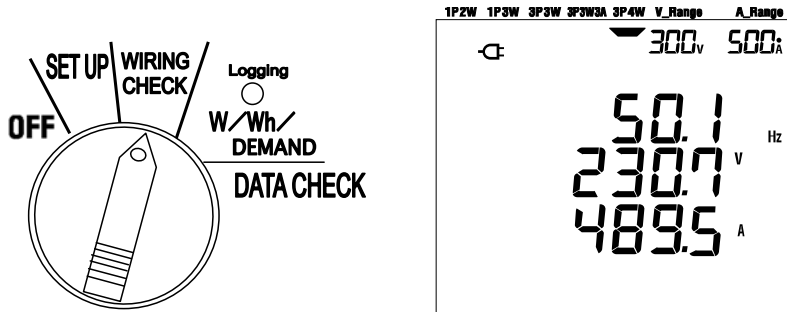 SET UP
WIRING CHECK
Logging
OFF
W/Wh/
DEMAND
DATA CHECK
1P2W 1P3W 3P3W 3P3W3A 3P4W V_Range A_Range
300V 500A
50.1 Hz
230.7 V
489.5 A